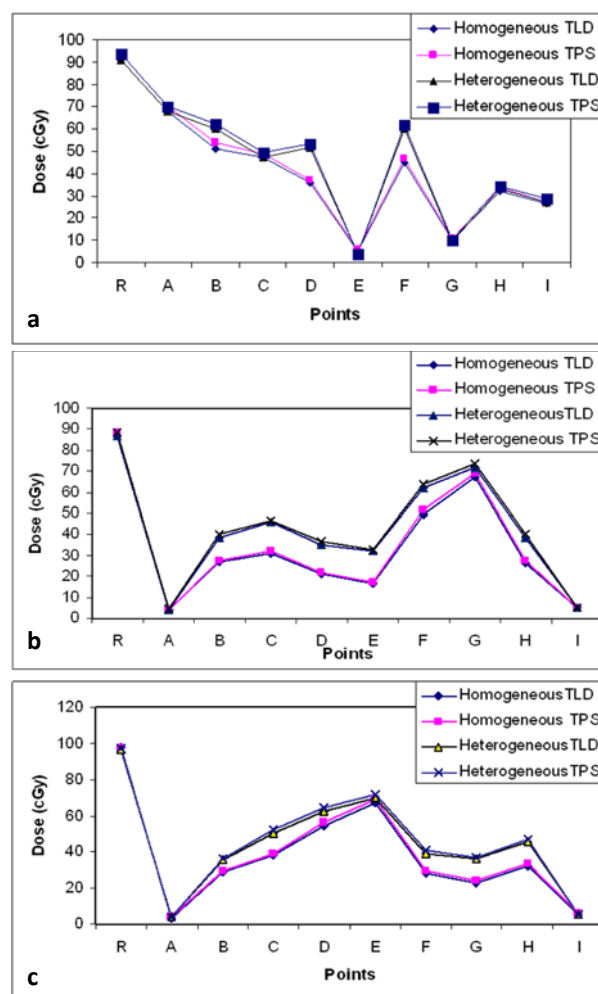 Homogeneous TLD
Homogeneous TPS
Heterogeneous TLD
Heterogeneous TPS
100
90
80
70
60
50
40
30
20
10
0
Dose (cGy)
R A B C D E F G H I
Points
a
Homogeneous TLD
Homogeneous TPS
HeterogeneousTLD
Heterogeneous TPS
100
90
80
70
60
50
40
30
20
10
0
Dose (cGy)
R A B C D E F G H I
Points
b
HomogeneousTLD
Homogeneous TPS
HeterogeneousTLD
HeterogeneousTPS
120
100
80
60
40
20
0
Dose (cGy)
R A B C D E F G H I
Points
c